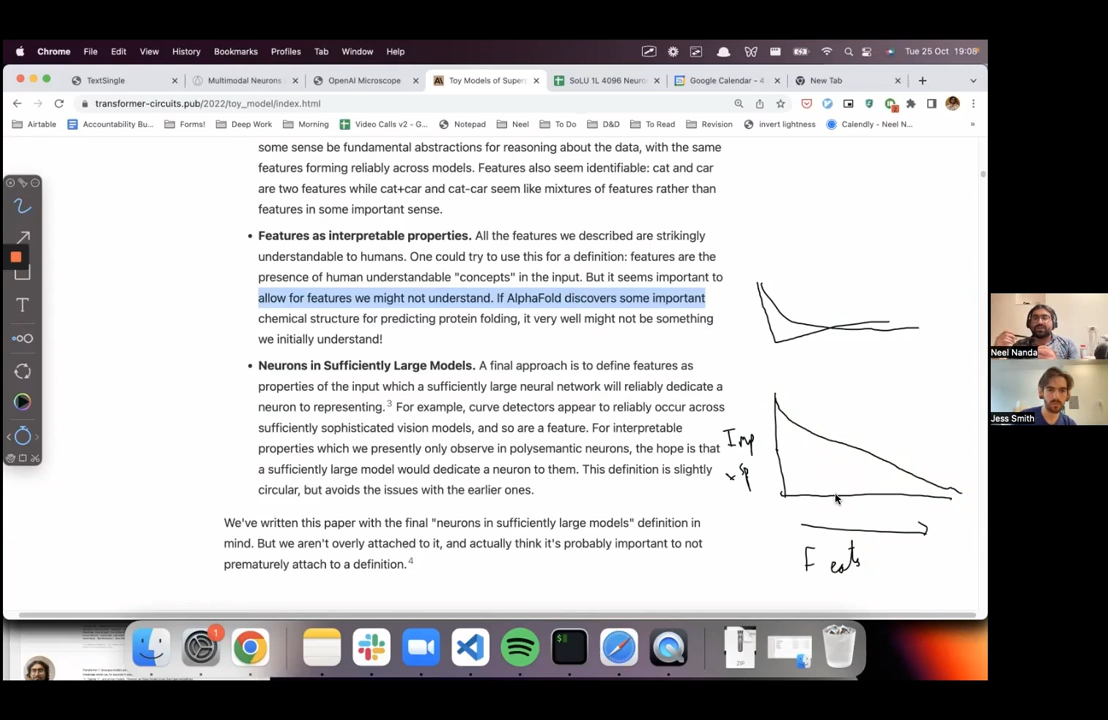 Chrome File Edit View History Bookmarks Profiles Tab Window Help Tue 25 Oct 19:08
TextSingle Multimodal Neurons OpenAI Microscope Toy Models of Super SoLU 1L 4096 Neuro Google Calendar - 4 New Tab
transformer-circuits.pub/2022/toy_model/index.html
Airtable Accountability Bu... Forms! Deep Work Morning Video Calls v2 - G... Notepad Neel To Do D&D To Read Revision invert lightness Calendly - Neel N...
some sense be fundamental abstractions for reasoning about the data, with the same
features forming reliably across models. Features also seem identifiable: cat and car
are two features while cat+car and cat-car seem like mixtures of features rather than
features in some important sense.
• Features as interpretable properties. All the features we described are strikingly
understandable to humans. One could try to use this for a definition: features are the
presence of human understandable "concepts" in the input. But it seems important to
allow for features we might not understand. If AlphaFold discovers some important
chemical structure for predicting protein folding, it very well might not be something
we initially understand!
• Neurons in Sufficiently Large Models. A final approach is to define features as
properties of the input which a sufficiently large neural network will reliably dedicate a
neuron to representing.3 For example, curve detectors appear to reliably occur across
sufficiently sophisticated vision models, and so are a feature. For interpretable
properties which we presently only observe in polysemantic neurons, the hope is that
a sufficiently large model would dedicate a neuron to them. This definition is slightly
circular, but avoids the issues with the earlier ones.
We've written this paper with the final "neurons in sufficiently large models" definition in
mind. But we aren't overly attached to it, and actually think it's probably important to not
prematurely attach to a definition.4
Imp
x Sp
Feats
Neel Nanda
Jess Smith
1
ZIP